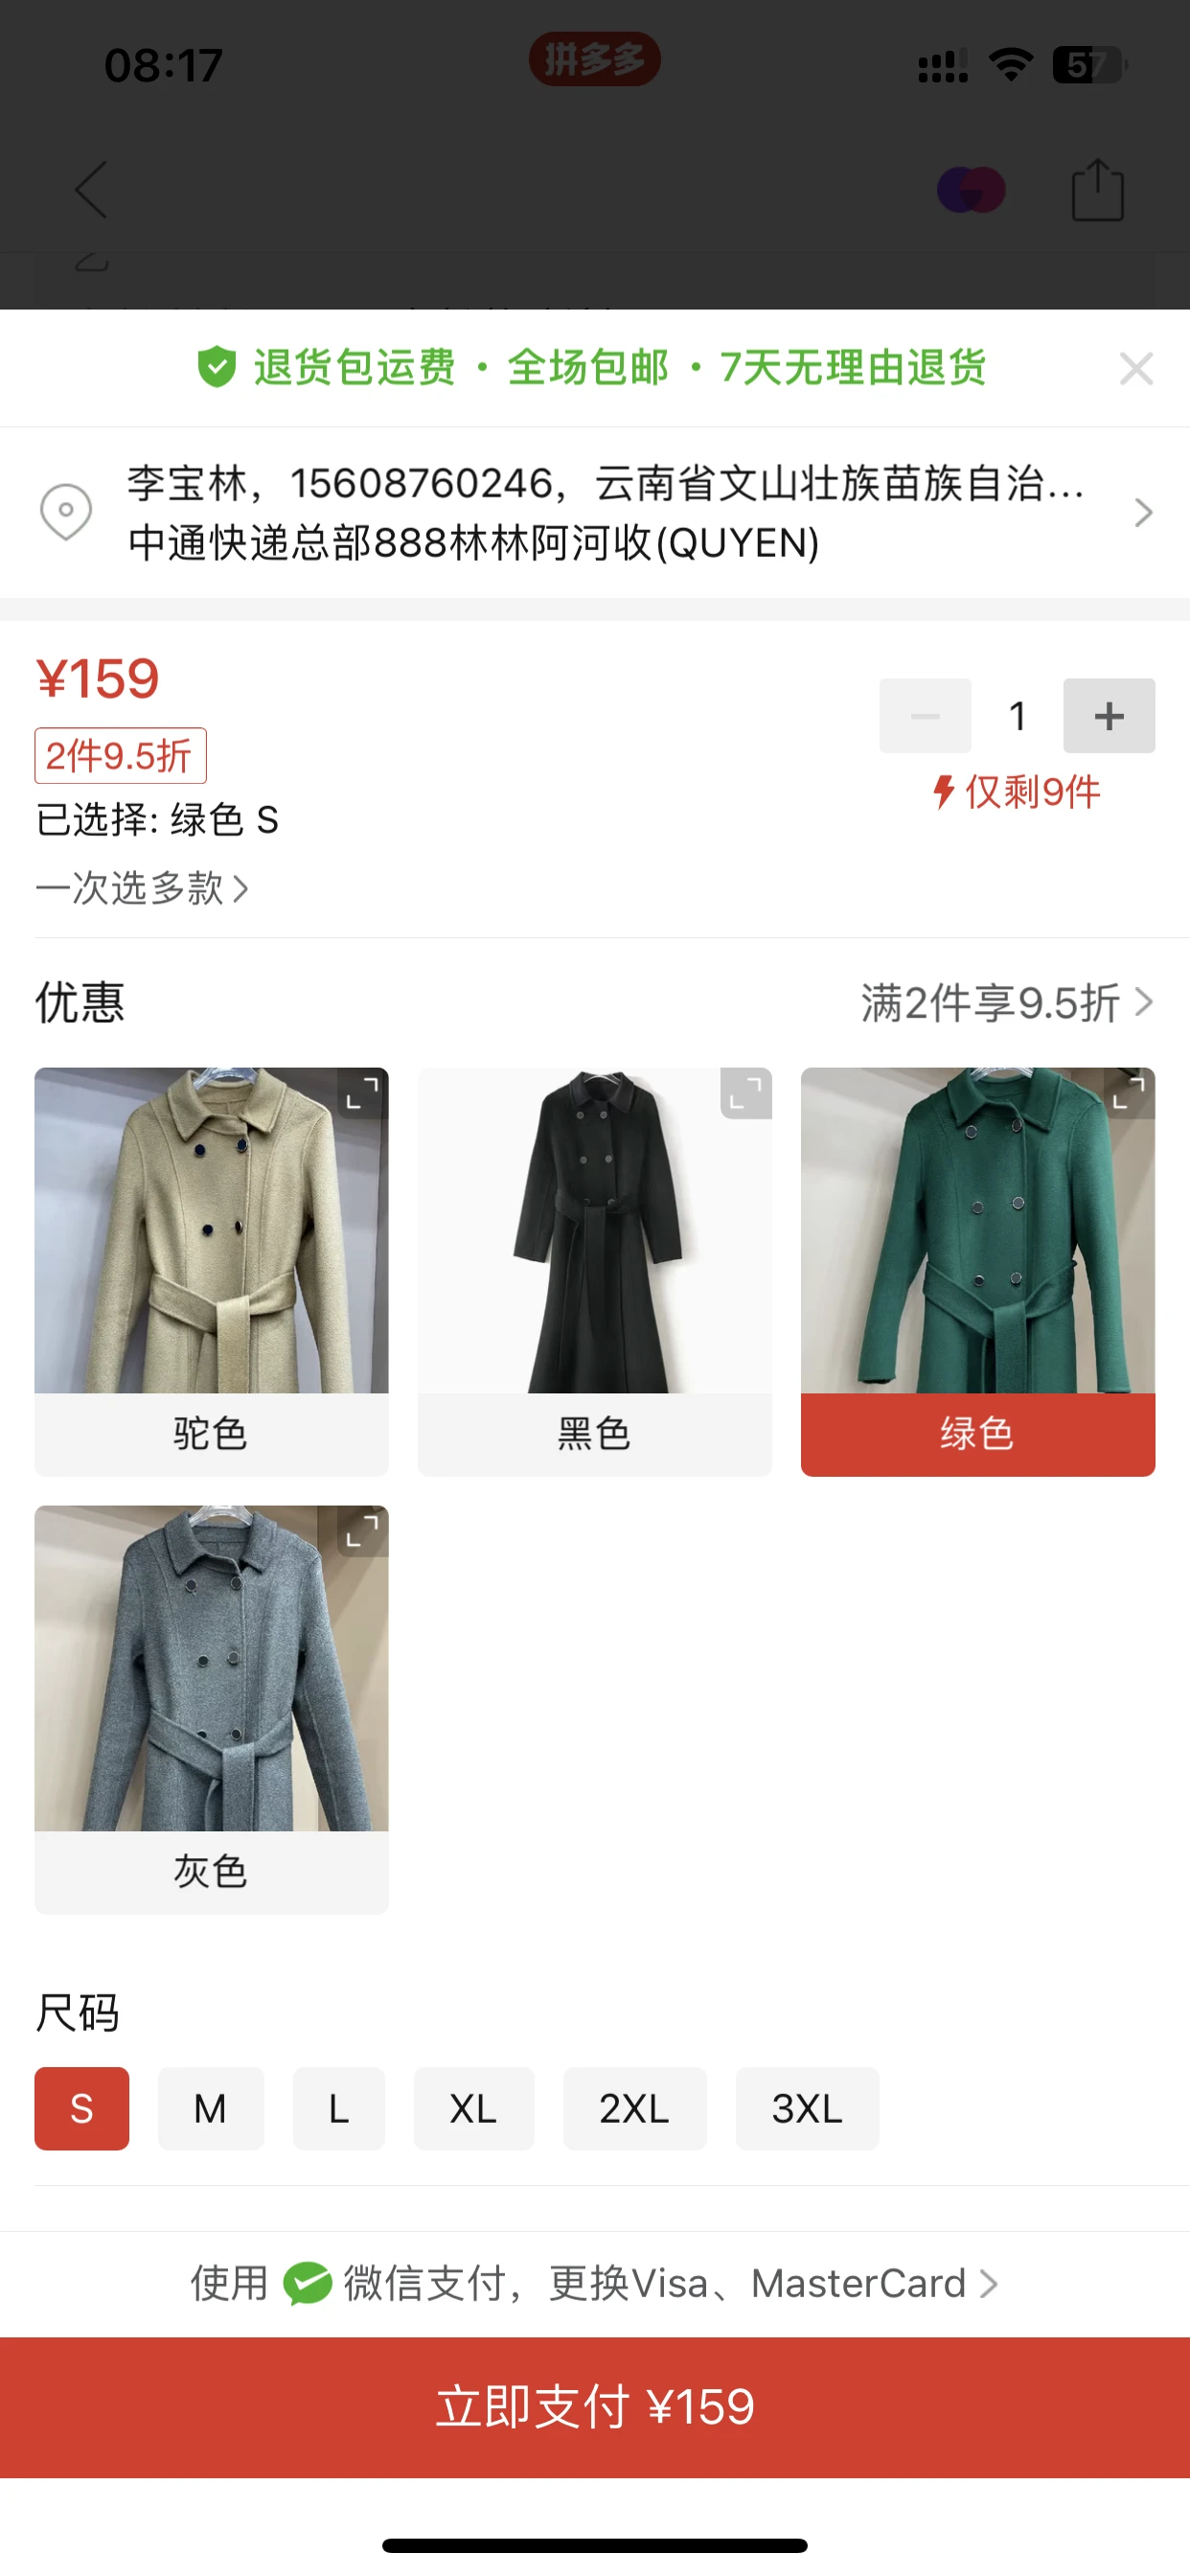 08:17
拼多多
57
退货包运费 · 全场包邮 · 7天无理由退货
李宝林，15608760246，云南省文山壮族苗族自治...
中通快递总部888林林阿河收(QUYEN)
¥159
1
2件9.5折
仅剩9件
已选择: 绿色 S
一次选多款
优惠
满2件享9.5折
驼色
黑色
绿色
灰色
尺码
S
M
L
XL
2XL
3XL
使用 微信支付，更换Visa、MasterCard
立即支付 ¥159